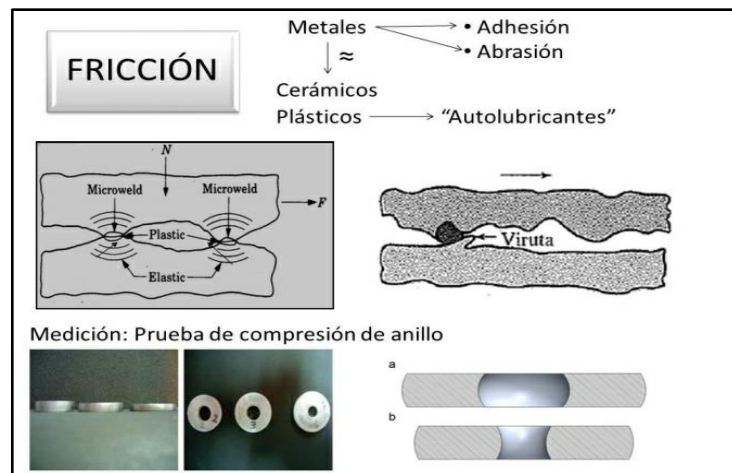 FRICCIÓN
Metales
• Adhesión
• Abrasión
≈
Cerámicos
Plásticos
“Autolubricantes”
N
Microweld
Microweld
F
Plastic
Elastic
Viruta
Medición: Prueba de compresión de anillo
a
b